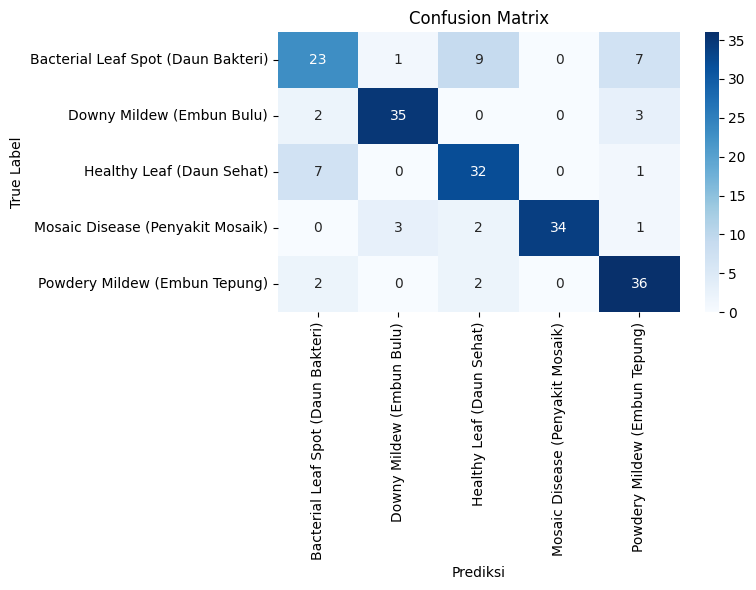 Confusion Matrix
True Label
Bacterial Leaf Spot (Daun Bakteri)
23 1 9 0 7
Downy Mildew (Embun Bulu)
2 35 0 0 3
Healthy Leaf (Daun Sehat)
7 0 32 0 1
Mosaic Disease (Penyakit Mosaik)
0 3 2 34 1
Powdery Mildew (Embun Tepung)
2 0 2 0 36
35
30
25
20
15
10
5
0
Bacterial Leaf Spot (Daun Bakteri)
Downy Mildew (Embun Bulu)
Healthy Leaf (Daun Sehat)
Mosaic Disease (Penyakit Mosaik)
Powdery Mildew (Embun Tepung)
Prediksi